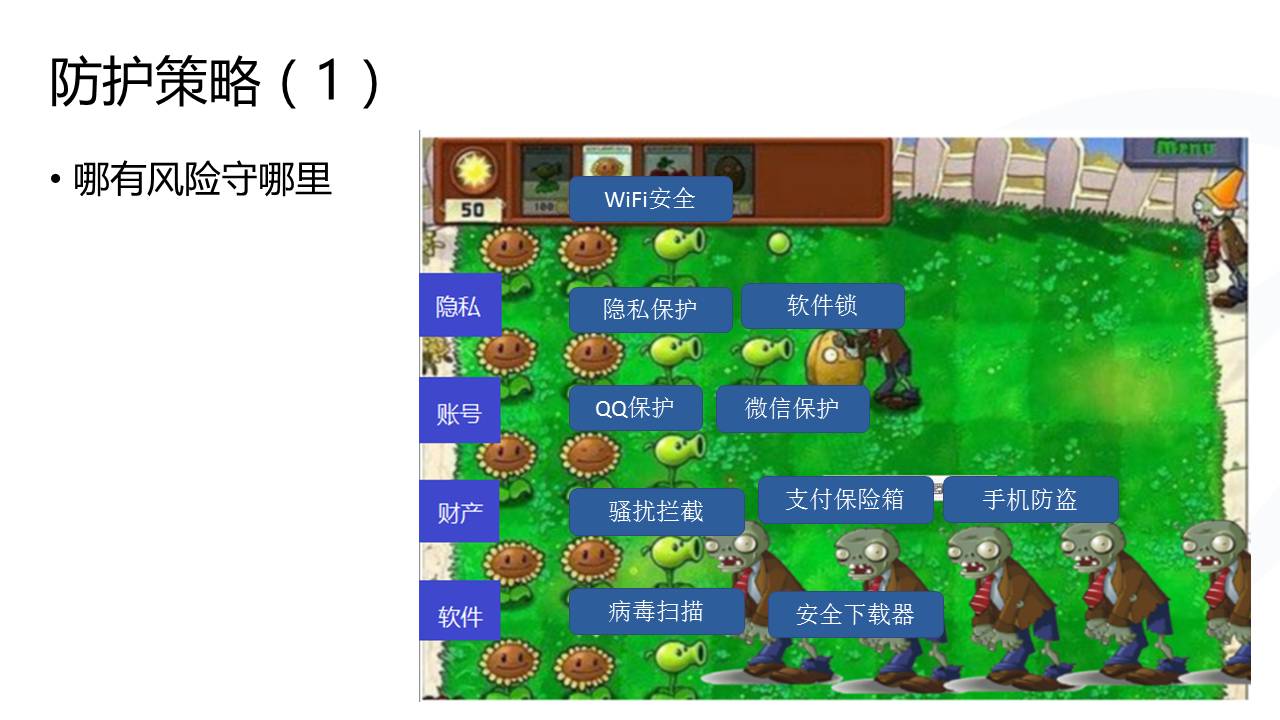 防护策略（1）
• 哪有风险守哪里
Menu
50
100
WiFi安全
隐私
隐私保护
软件锁
账号
QQ保护
微信保护
财产
骚扰拦截
支付保险箱
手机防盗
软件
病毒扫描
安全下载器